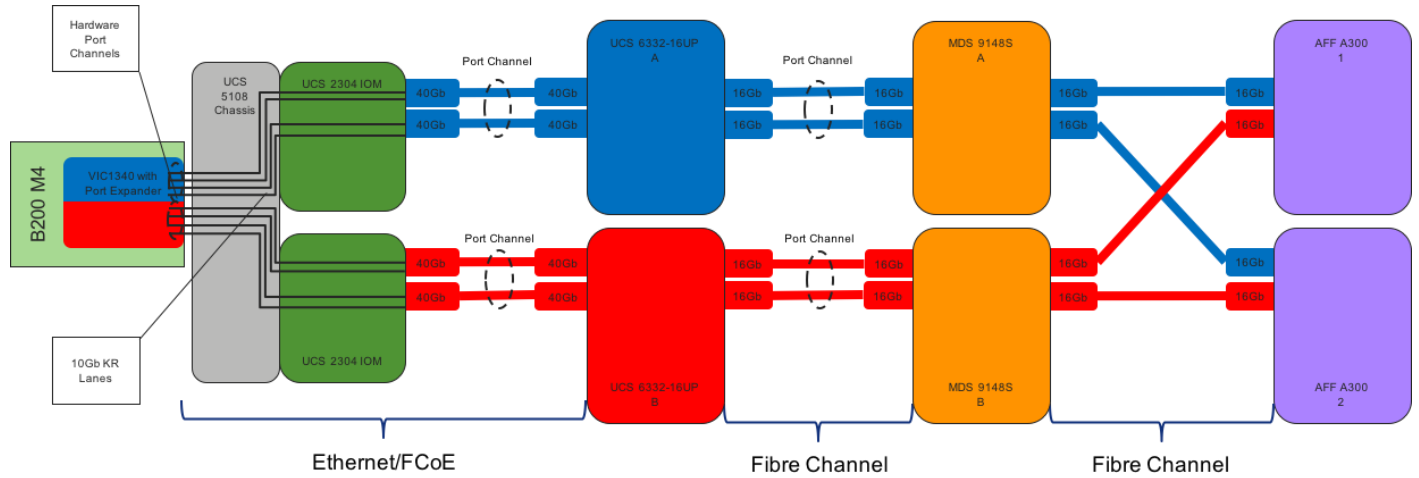 Hardware
Port
Channels
B200 M4
VIC1340 with
Port Expander
10Gb KR
Lanes
UCS
5108
Chassis
UCS 2304 IOM
UCS 2304 IOM
40Gb
40Gb
40Gb
40Gb
Port Channel
40Gb
40Gb
Port Channel
40Gb
40Gb
UCS 6332-16UP
A
UCS 6332-16UP
B
16Gb
16Gb
16Gb
16Gb
Port Channel
16Gb
16Gb
Port Channel
16Gb
16Gb
MDS 9148S
A
MDS 9148S
B
16Gb
16Gb
16Gb
16Gb
16Gb
16Gb
16Gb
16Gb
AFF A300
1
AFF A300
2
Ethernet/FCoE
Fibre Channel
Fibre Channel